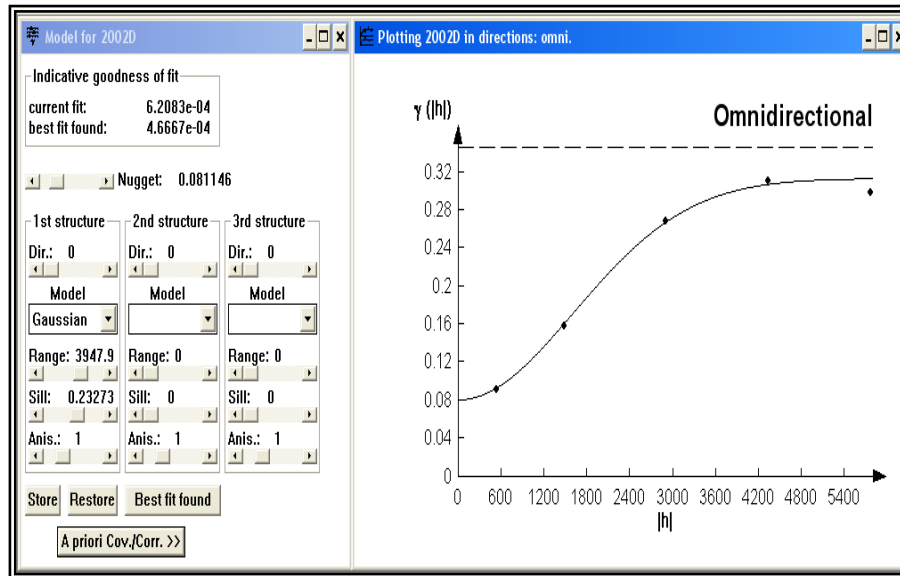 Model for 2002D
Indicative goodness of fit
current fit: 6.2083e-04
best fit found: 4.6667e-04
Nugget: 0.081146
1st structure
Dir.: 0
Model
Gaussian
Range: 3947.9
Sill: 0.23273
Anis.: 1
2nd structure
Dir.: 0
Model
Range: 0
Sill: 0
Anis.: 1
3rd structure
Dir.: 0
Model
Range: 0
Sill: 0
Anis.: 1
Store Restore Best fit found
A priori Cov./Corr. >>
Plotting 2002D in directions: omni.
γ (|h|)
Omnidirectional
0.32
0.28
0.24
0.2
0.16
0.12
0.08
0.04
0
0 600 1200 1800 2400 3000 3600 4200 4800 5400
|h|